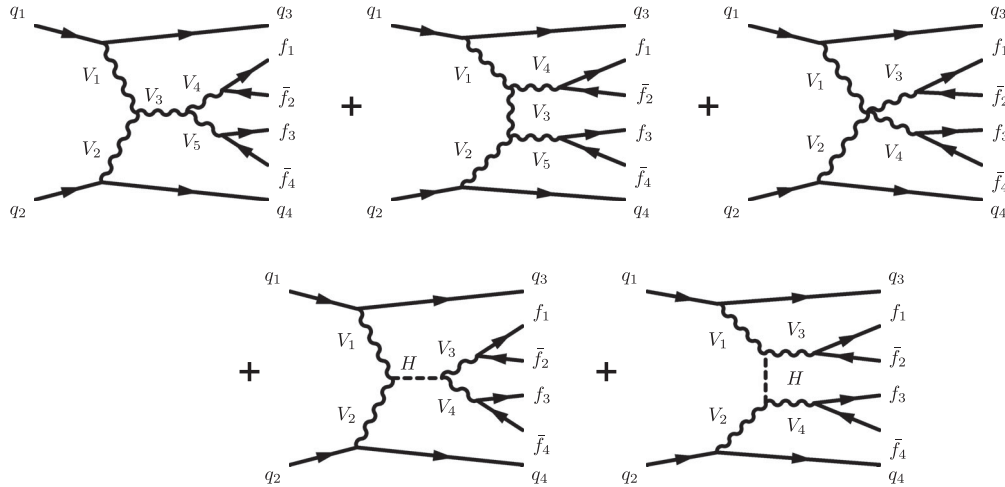 q₁ q₃ q₁ q₃ q₁ q₃
f₁ f₁ f₁
V₁ V₄ V₁ V₄ V₁ V₃
V₃ f̄₂ + V₃ f̄₂ + f̄₂
f₃ f₃ f₃
V₂ V₅ V₂ V₅ V₂ V₄
f̄₄ f̄₄ f̄₄
q₂ q₄ q₂ q₄ q₂ q₄
q₁ q₃ q₁ q₃
f₁ f₁
V₁ V₃ V₁ V₃
+ H f̄₂ + H f̄₂
f₃ f₃
V₂ V₄ V₂ V₄
f̄₄ f̄₄
q₂ q₄ q₂ q₄